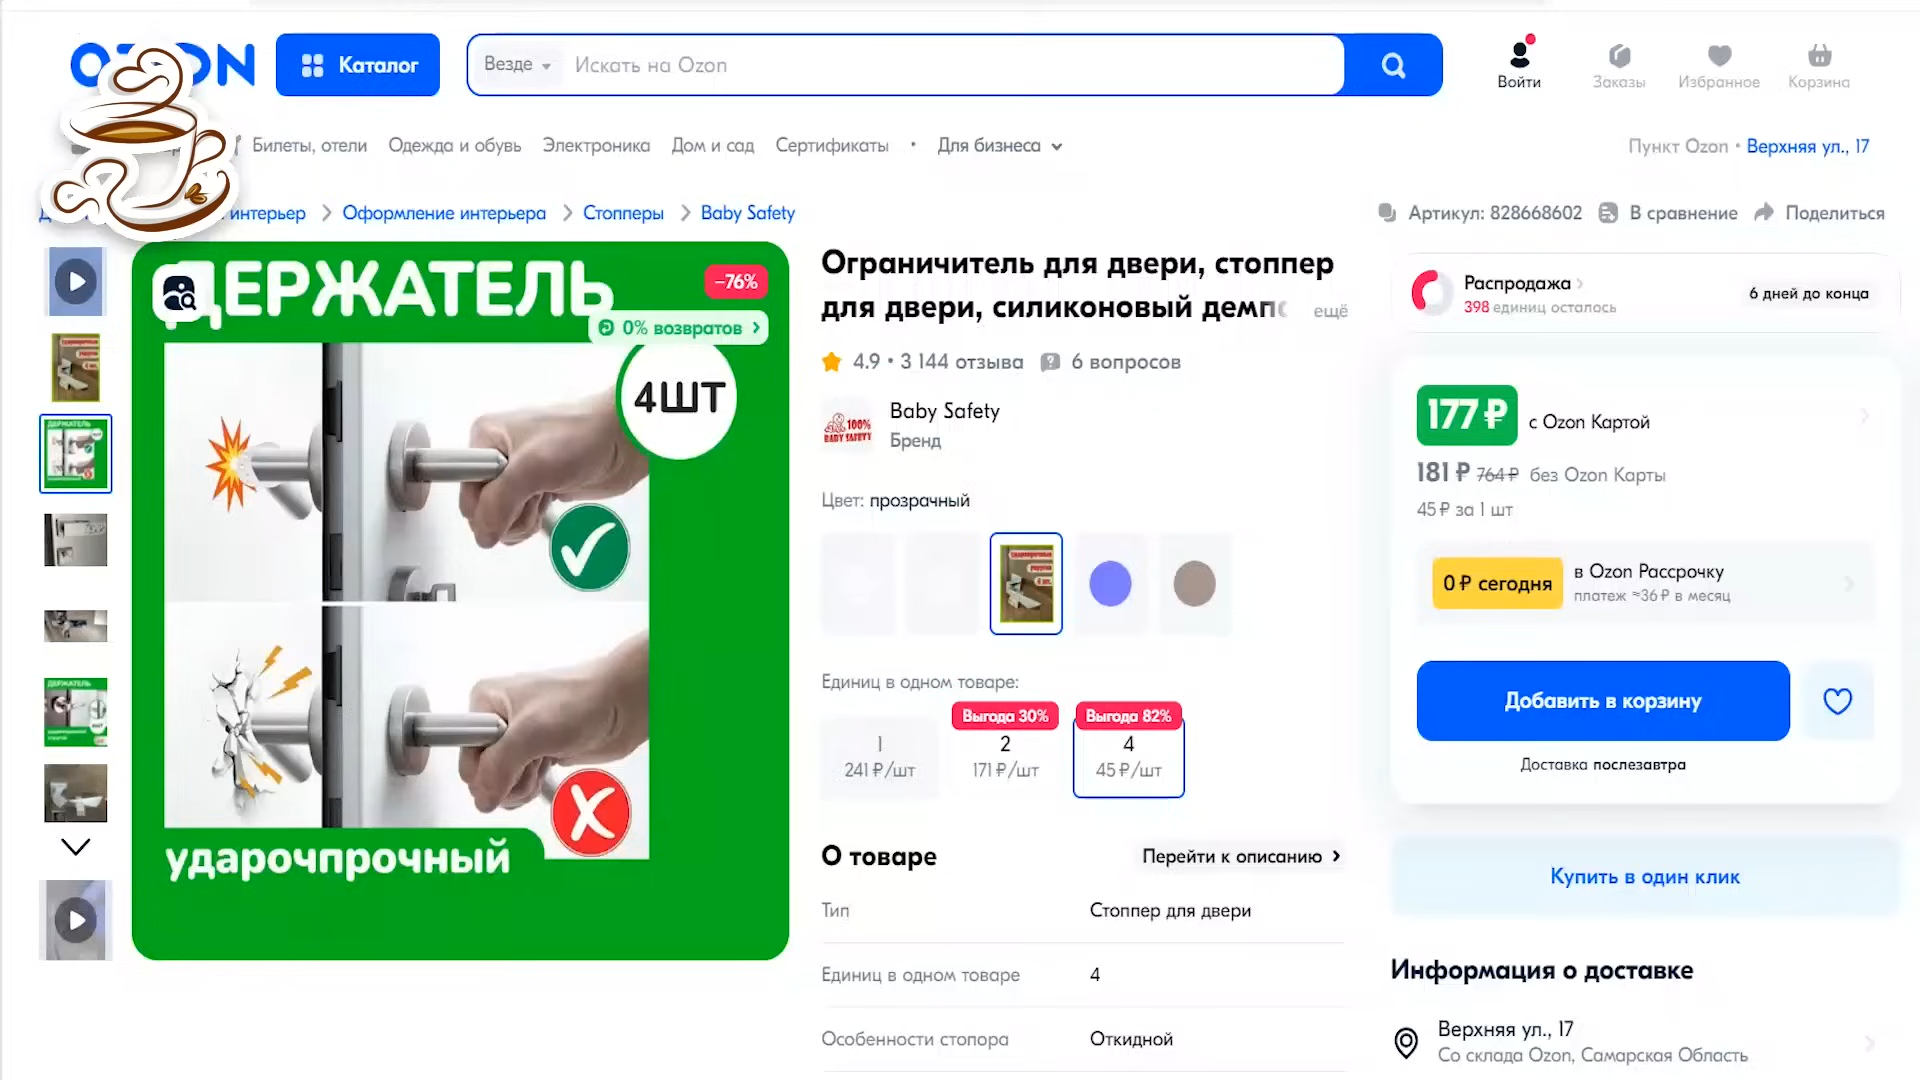 OZON
Каталог
Везде
Искать на Ozon
Войти
Заказы
Избранное
Корзина
Билеты, отели
Одежда и обувь
Электроника
Дом и сад
Сертификаты
•
Для бизнеса
Пункт Ozon • Верхняя ул., 17
интерьер
Оформление интерьера
Стопперы
Baby Safety
Артикул: 828668602
В сравнение
Поделиться
ДЕРЖАТЕЛЬ
–76%
0% возвратов
4ШТ
ударочпрочный
Ограничитель для двери, стоппер
для двери, силиконовый демп
ещё
4.9 • 3 144 отзыва
6 вопросов
100%
BABY SAFETY
Baby Safety
Бренд
Цвет: прозрачный
Единиц в одном товаре:
Выгода 30%
Выгода 82%
1
241 ₽/шт
2
171 ₽/шт
4
45 ₽/шт
О товаре
Перейти к описанию
Тип
Стоппер для двери
Единиц в одном товаре
4
Особенности стопора
Откидной
Распродажа
398 единиц осталось
6 дней до конца
177 ₽
с Ozon Картой
181 ₽ 764 ₽ без Ozon Карты
45 ₽ за 1 шт
0 ₽ сегодня
в Ozon Рассрочку
платеж ≈36 ₽ в месяц
Добавить в корзину
Доставка послезавтра
Купить в один клик
Информация о доставке
Верхняя ул., 17
Со склада Ozon, Самарская Область